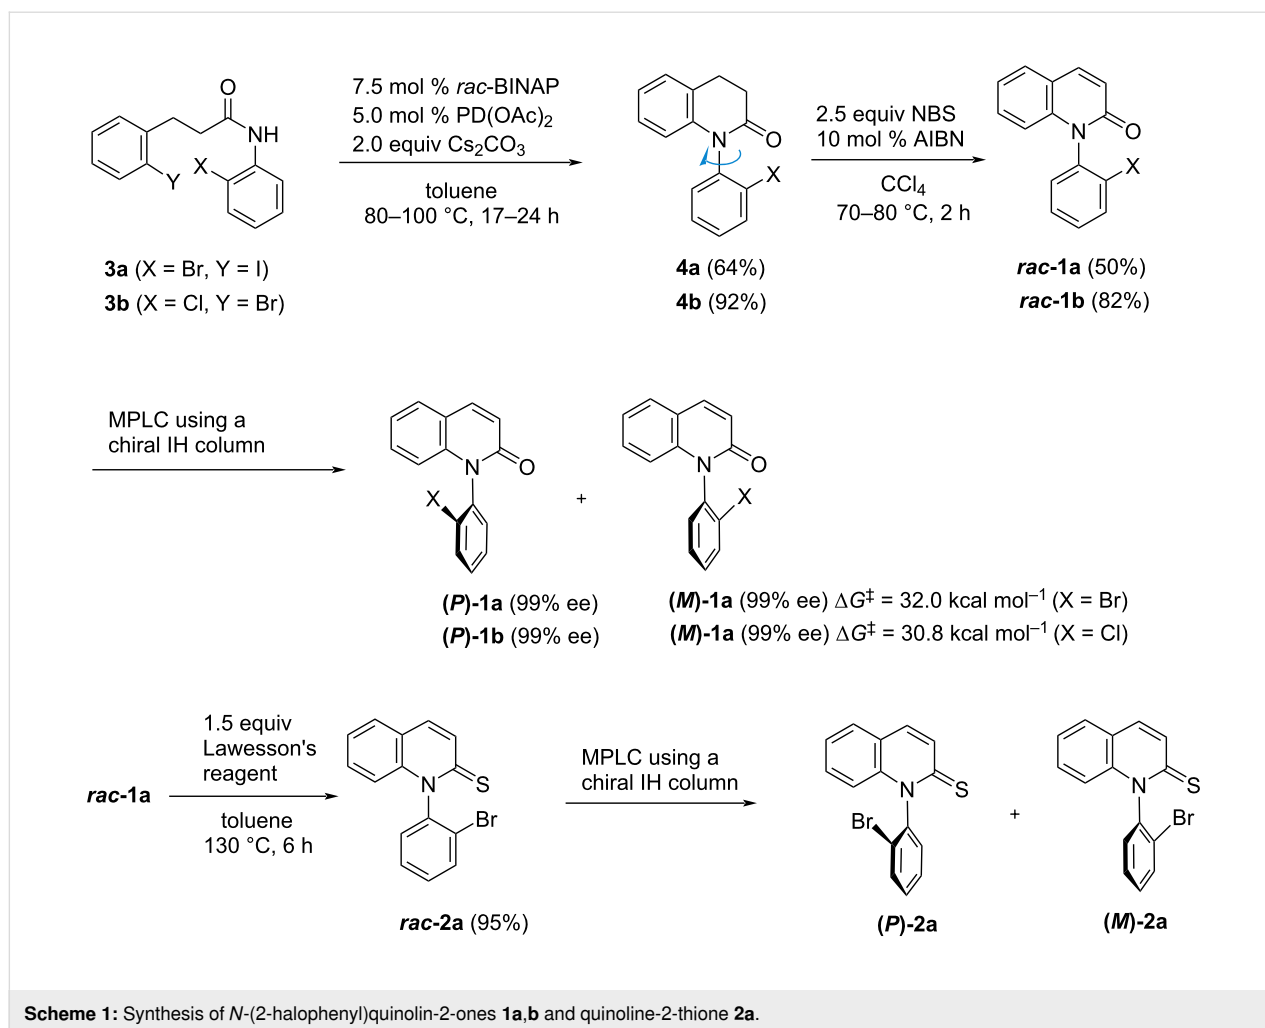 7.5 mol % rac-BINAP
5.0 mol % PD(OAc)2
2.0 equiv Cs2CO3
toluene
80–100 °C, 17–24 h
O
NH
X
Y
3a (X = Br, Y = I)
3b (X = Cl, Y = Br)
N
O
X
4a (64%)
4b (92%)
2.5 equiv NBS
10 mol % AIBN
CCl4
70–80 °C, 2 h
N
O
X
rac-1a (50%)
rac-1b (82%)
MPLC using a
chiral IH column
N
O
X
(P)-1a (99% ee)
(P)-1b (99% ee)
+
N
O
X
(M)-1a (99% ee) ΔG‡ = 32.0 kcal mol–1 (X = Br)
(M)-1a (99% ee) ΔG‡ = 30.8 kcal mol–1 (X = Cl)
rac-1a
1.5 equiv
Lawesson's
reagent
toluene
130 °C, 6 h
N
S
Br
rac-2a (95%)
MPLC using a
chiral IH column
N
S
Br
(P)-2a
+
N
S
Br
(M)-2a
Scheme 1: Synthesis of N-(2-halophenyl)quinolin-2-ones 1a,b and quinoline-2-thione 2a.